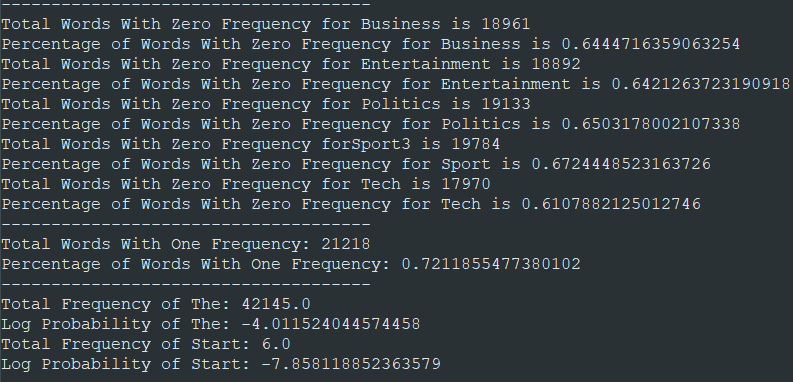 -------------------------------------
Total Words With Zero Frequency for Business is 18961
Percentage of Words With Zero Frequency for Business is 0.6444716359063254
Total Words With Zero Frequency for Entertainment is 18892
Percentage of Words With Zero Frequency for Entertainment is 0.6421263723190918
Total Words With Zero Frequency for Politics is 19133
Percentage of Words With Zero Frequency for Politics is 0.6503178002107338
Total Words With Zero Frequency forSport3 is 19784
Percentage of Words With Zero Frequency for Sport is 0.6724448523163726
Total Words With Zero Frequency for Tech is 17970
Percentage of Words With Zero Frequency for Tech is 0.6107882125012746
-------------------------------------
Total Words With One Frequency: 21218
Percentage of Words With One Frequency: 0.7211855477380102
-------------------------------------
Total Frequency of The: 42145.0
Log Probability of The: -4.011524044574458
Total Frequency of Start: 6.0
Log Probability of Start: -7.858118852363579